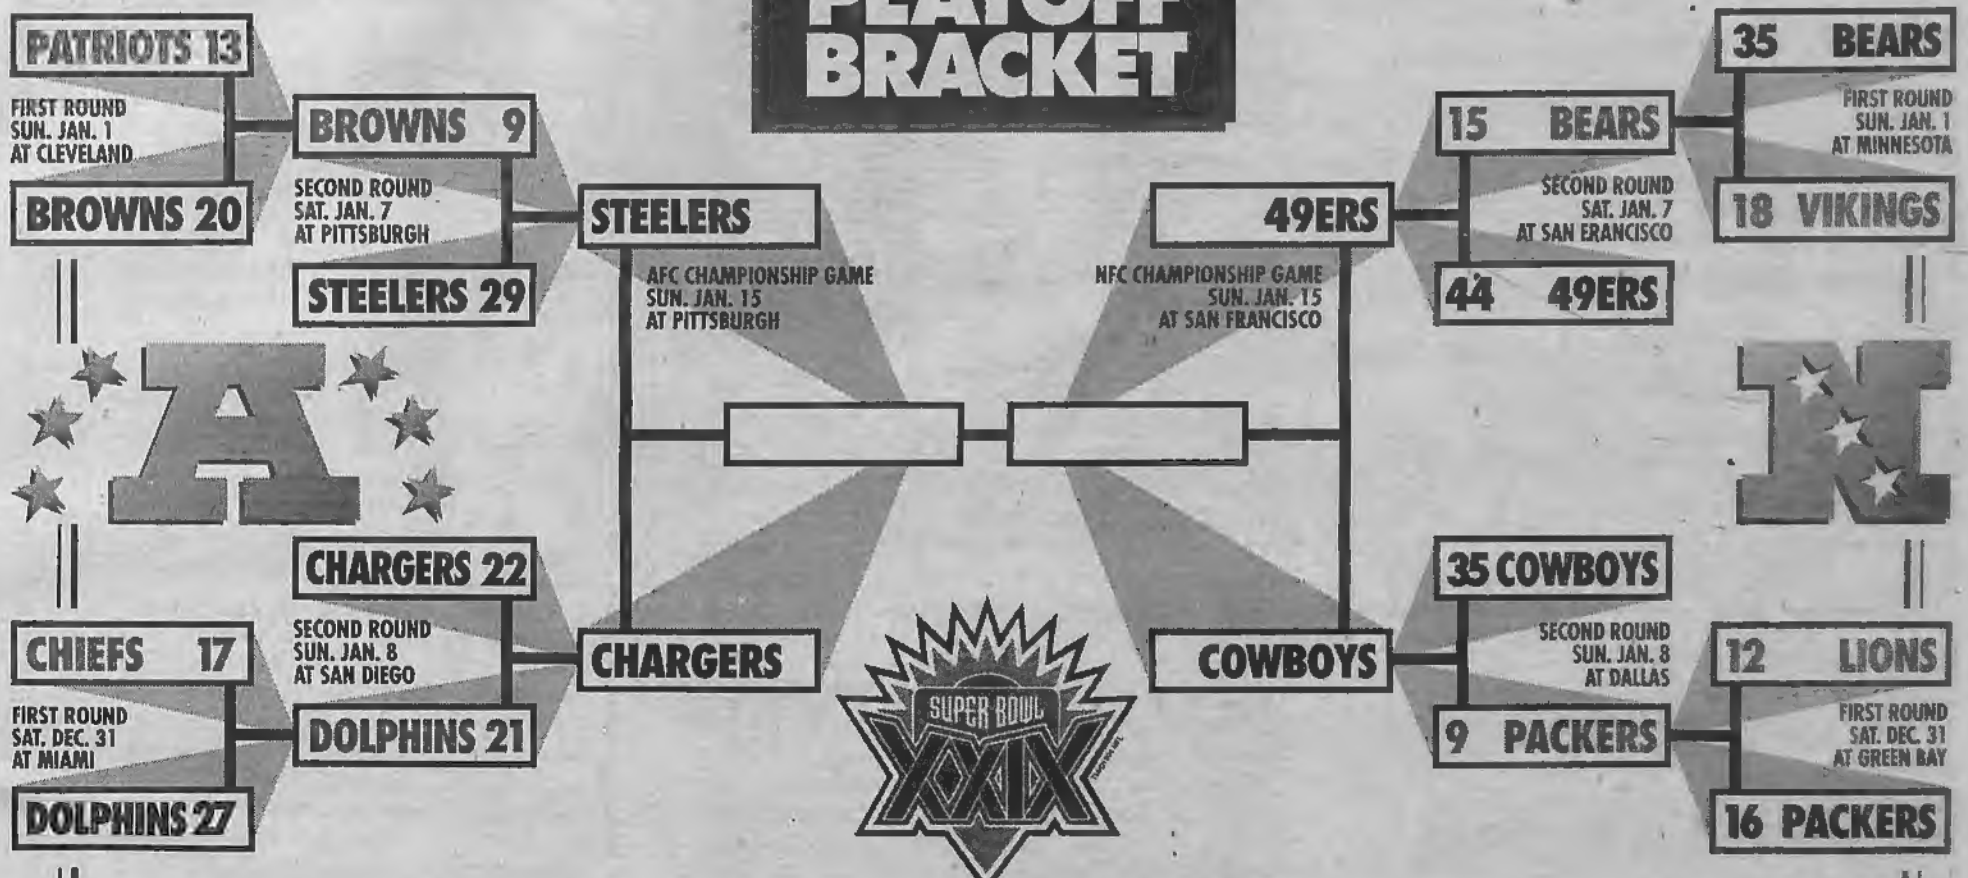 PLAYOFF
BRACKET
PATRIOTS 13
FIRST ROUND
SUN. JAN. 1
AT CLEVELAND
BROWNS 20
BROWNS 9
SECOND ROUND
SAT. JAN. 7
AT PITTSBURGH
STEELERS 29
STEELERS
AFC CHAMPIONSHIP GAME
SUN. JAN. 15
AT PITTSBURGH
A
CHARGERS 22
SECOND ROUND
SUN. JAN. 8
AT SAN DIEGO
DOLPHINS 21
CHARGERS
CHIEFS 17
FIRST ROUND
SAT. DEC. 31
AT MIAMI
DOLPHINS 27
SUPER BOWL
XXIX
49ERS
NFC CHAMPIONSHIP GAME
SUN. JAN. 15
AT SAN FRANCISCO
COWBOYS
15 BEARS
SECOND ROUND
SAT. JAN. 7
AT SAN FRANCISCO
44 49ERS
35 BEARS
FIRST ROUND
SUN. JAN. 1
AT MINNESOTA
18 VIKINGS
N
35 COWBOYS
SECOND ROUND
SUN. JAN. 8
AT DALLAS
9 PACKERS
12 LIONS
FIRST ROUND
SAT. DEC. 31
AT GREEN BAY
16 PACKERS